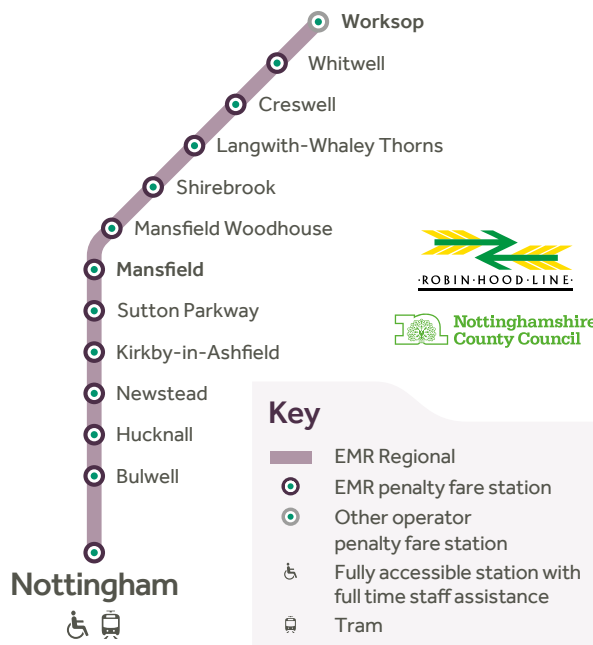 Worksop
Whitwell
Creswell
Langwith-Whaley Thorns
Shirebrook
Mansfield Woodhouse
Mansfield
Sutton Parkway
Kirkby-in-Ashfield
Newstead
Hucknall
Bulwell
Nottingham
·ROBIN·HOOD·LINE·
Nottinghamshire
County Council
Key
EMR Regional
EMR penalty fare station
Other operator
penalty fare station
Fully accessible station with
full time staff assistance
Tram